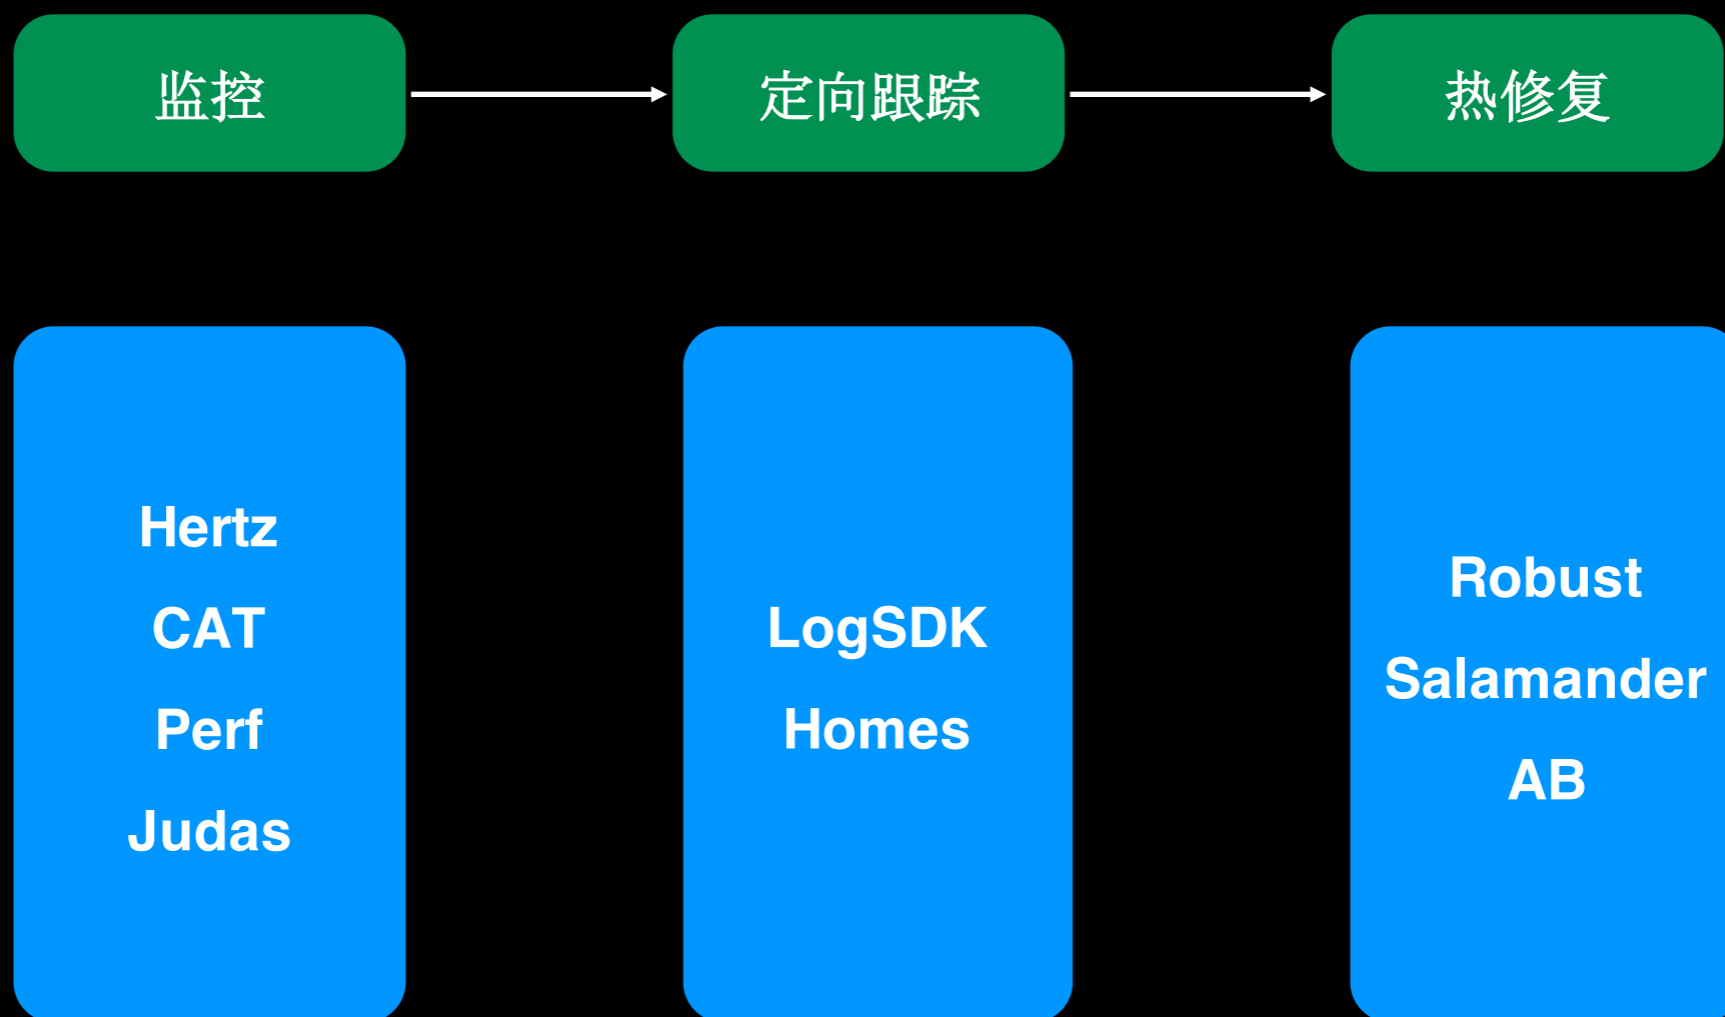 监控
定向跟踪
热修复
Hertz
CAT
Perf
Judas
LogSDK
Homes
Robust
Salamander
AB